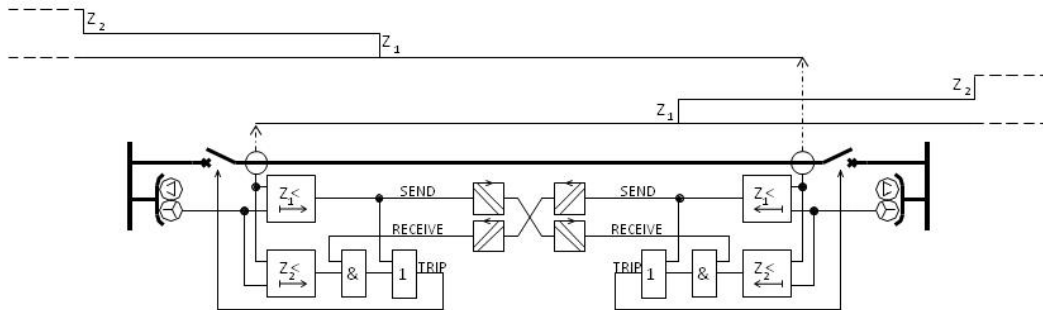 Z2
Z1
Z2
Z1
Z1<
SEND
SEND
Z1<
RECEIVE
RECEIVE
Z2<
&
1
TRIP
TRIP
1
&
Z2<